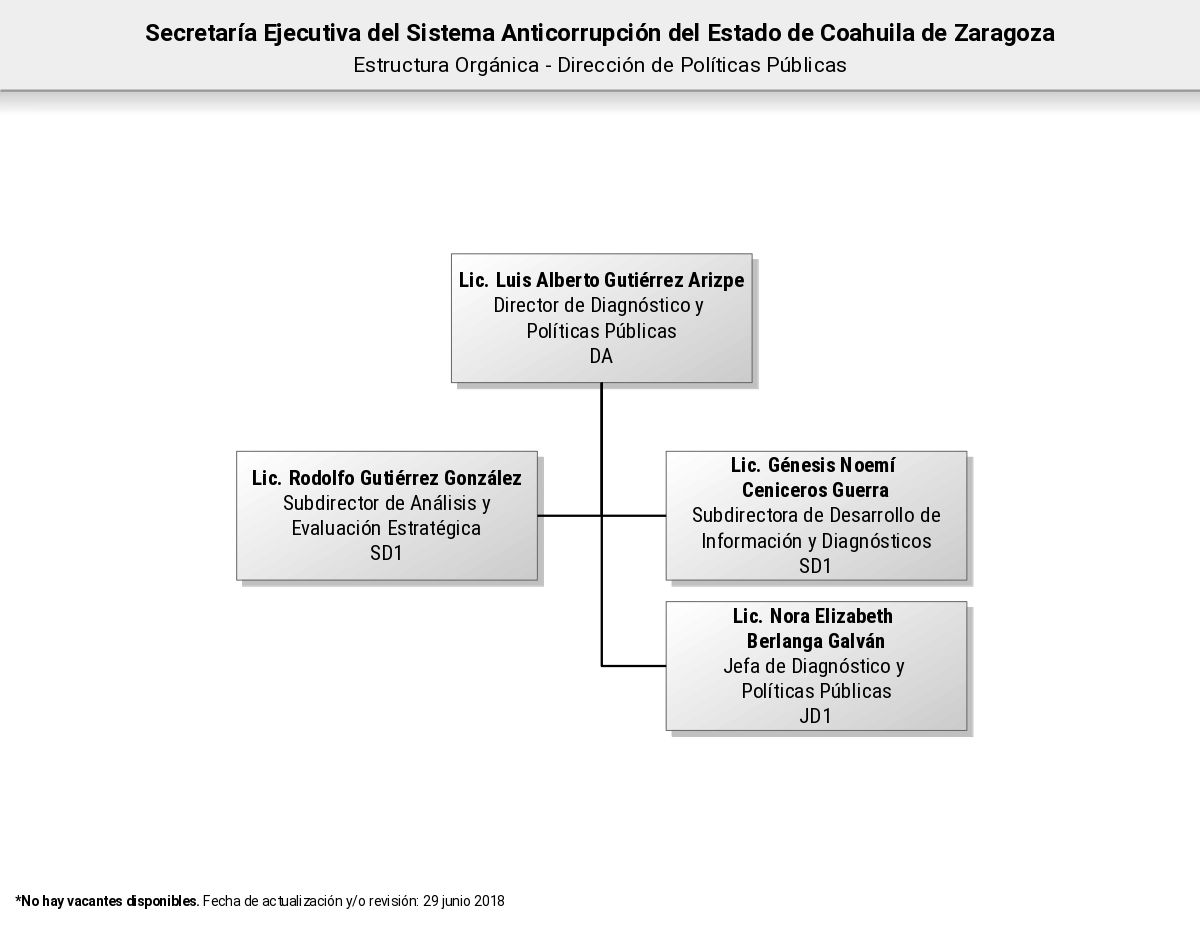 Secretaría Ejecutiva del Sistema Anticorrupción del Estado de Coahuila de Zaragoza
Estructura Orgánica - Dirección de Políticas Públicas
Lic. Luis Alberto Gutiérrez Arizpe
Director de Diagnóstico y
Políticas Públicas
DA
Lic. Rodolfo Gutiérrez González
Subdirector de Análisis y
Evaluación Estratégica
SD1
Lic. Génesis Noemí
Ceniceros Guerra
Subdirectora de Desarrollo de
Información y Diagnósticos
SD1
Lic. Nora Elizabeth
Berlanga Galván
Jefa de Diagnóstico y
Políticas Públicas
JD1
*No hay vacantes disponibles. Fecha de actualización y/o revisión: 29 junio 2018